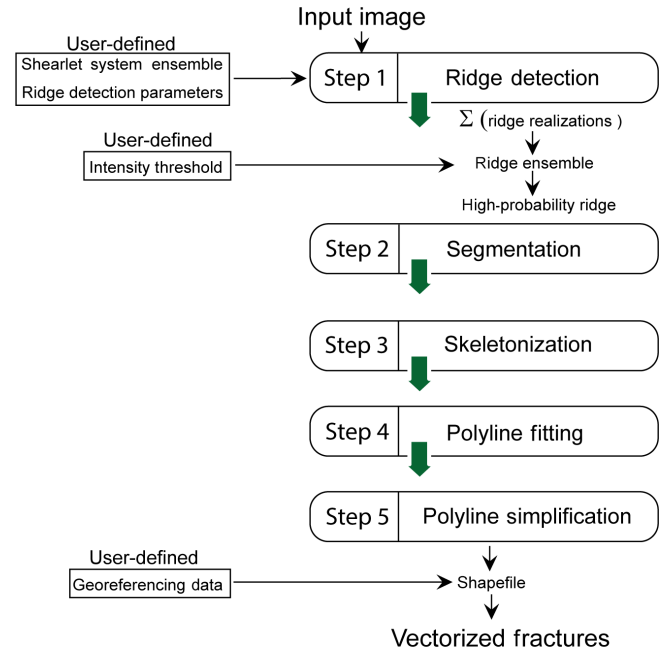 Input image
User-defined
Shearlet system ensemble
Ridge detection parameters
Step 1
Ridge detection
Σ (ridge realizations )
User-defined
Intensity threshold
Ridge ensemble
High-probability ridge
Step 2
Segmentation
Step 3
Skeletonization
Step 4
Polyline fitting
Step 5
Polyline simplification
User-defined
Georeferencing data
Shapefile
Vectorized fractures